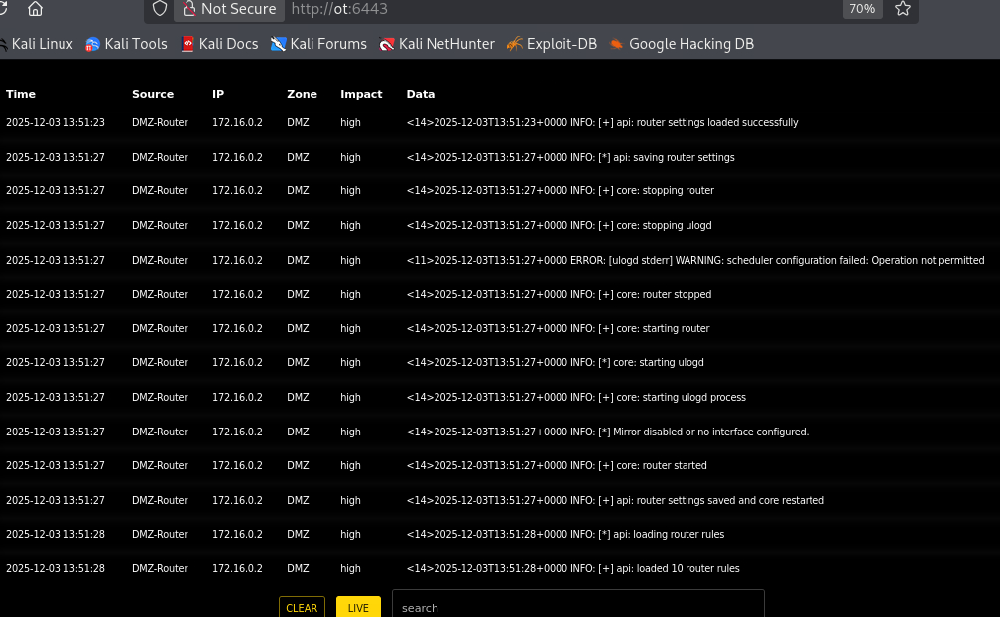 Not Secure http://ot:6443 70%
Kali Linux Kali Tools Kali Docs Kali Forums Kali NetHunter Exploit-DB Google Hacking DB
Time Source IP Zone Impact Data
2025-12-03 13:51:23 DMZ-Router 172.16.0.2 DMZ high <14>2025-12-03T13:51:23+0000 INFO: [+] api: router settings loaded successfully
2025-12-03 13:51:27 DMZ-Router 172.16.0.2 DMZ high <14>2025-12-03T13:51:27+0000 INFO: [*] api: saving router settings
2025-12-03 13:51:27 DMZ-Router 172.16.0.2 DMZ high <14>2025-12-03T13:51:27+0000 INFO: [+] core: stopping router
2025-12-03 13:51:27 DMZ-Router 172.16.0.2 DMZ high <14>2025-12-03T13:51:27+0000 INFO: [+] core: stopping ulogd
2025-12-03 13:51:27 DMZ-Router 172.16.0.2 DMZ high <11>2025-12-03T13:51:27+0000 ERROR: [ulogd stderr] WARNING: scheduler configuration failed: Operation not permitted
2025-12-03 13:51:27 DMZ-Router 172.16.0.2 DMZ high <14>2025-12-03T13:51:27+0000 INFO: [+] core: router stopped
2025-12-03 13:51:27 DMZ-Router 172.16.0.2 DMZ high <14>2025-12-03T13:51:27+0000 INFO: [+] core: starting router
2025-12-03 13:51:27 DMZ-Router 172.16.0.2 DMZ high <14>2025-12-03T13:51:27+0000 INFO: [*] core: starting ulogd
2025-12-03 13:51:27 DMZ-Router 172.16.0.2 DMZ high <14>2025-12-03T13:51:27+0000 INFO: [+] core: starting ulogd process
2025-12-03 13:51:27 DMZ-Router 172.16.0.2 DMZ high <14>2025-12-03T13:51:27+0000 INFO: [*] Mirror disabled or no interface configured.
2025-12-03 13:51:27 DMZ-Router 172.16.0.2 DMZ high <14>2025-12-03T13:51:27+0000 INFO: [+] core: router started
2025-12-03 13:51:27 DMZ-Router 172.16.0.2 DMZ high <14>2025-12-03T13:51:27+0000 INFO: [+] api: router settings saved and core restarted
2025-12-03 13:51:28 DMZ-Router 172.16.0.2 DMZ high <14>2025-12-03T13:51:28+0000 INFO: [*] api: loading router rules
2025-12-03 13:51:28 DMZ-Router 172.16.0.2 DMZ high <14>2025-12-03T13:51:28+0000 INFO: [+] api: loaded 10 router rules
CLEAR LIVE search